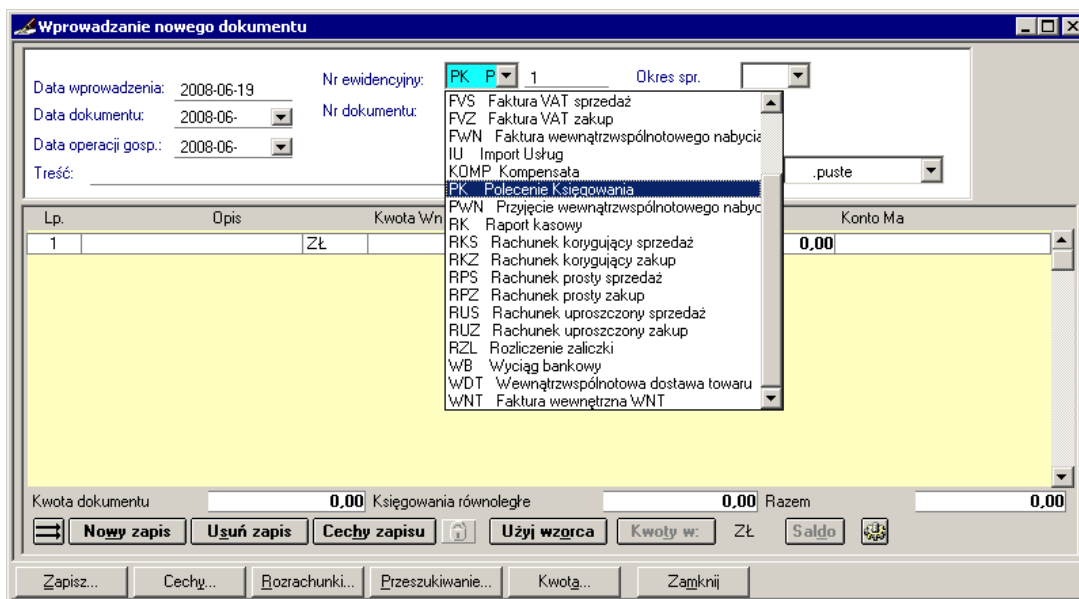 Wprowadzanie nowego dokumentu
Data wprowadzenia: 2008-06-19 Nr ewidencyjny: PK P 1 Okres spr.
Data dokumentu: 2008-06- Nr dokumentu:
Data operacji gosp.: 2008-06-
Treść: .puste
FVS Faktura VAT sprzedaż
FVZ Faktura VAT zakup
FWN Faktura wewnątrzwspólnotowego nabycia
IU Import Usług
KOMP Kompensata
PK Polecenie Księgowania
PWN Przyjęcie wewnątrzwspólnotowego nabyc
RK Raport kasowy
RKS Rachunek korygujący sprzedaż
RKZ Rachunek korygujący zakup
RPS Rachunek prosty sprzedaż
RPZ Rachunek prosty zakup
RUS Rachunek uproszczony sprzedaż
RUZ Rachunek uproszczony zakup
RZL Rozliczenie zaliczki
WB Wyciąg bankowy
WDT Wewnątrzwspólnotowa dostawa towaru
WNT Faktura wewnętrzna WNT
Lp. Opis Kwota Wn Konto Ma
1 ZŁ 0,00
Kwota dokumentu 0,00 Księgowania równoległe 0,00 Razem 0,00
Nowy zapis Usuń zapis Cechy zapisu Użyj wzorca Kwoty w: ZŁ Saldo
Zapisz... Cechy... Rozrachunki... Przeszukiwanie... Kwota... Zamknij